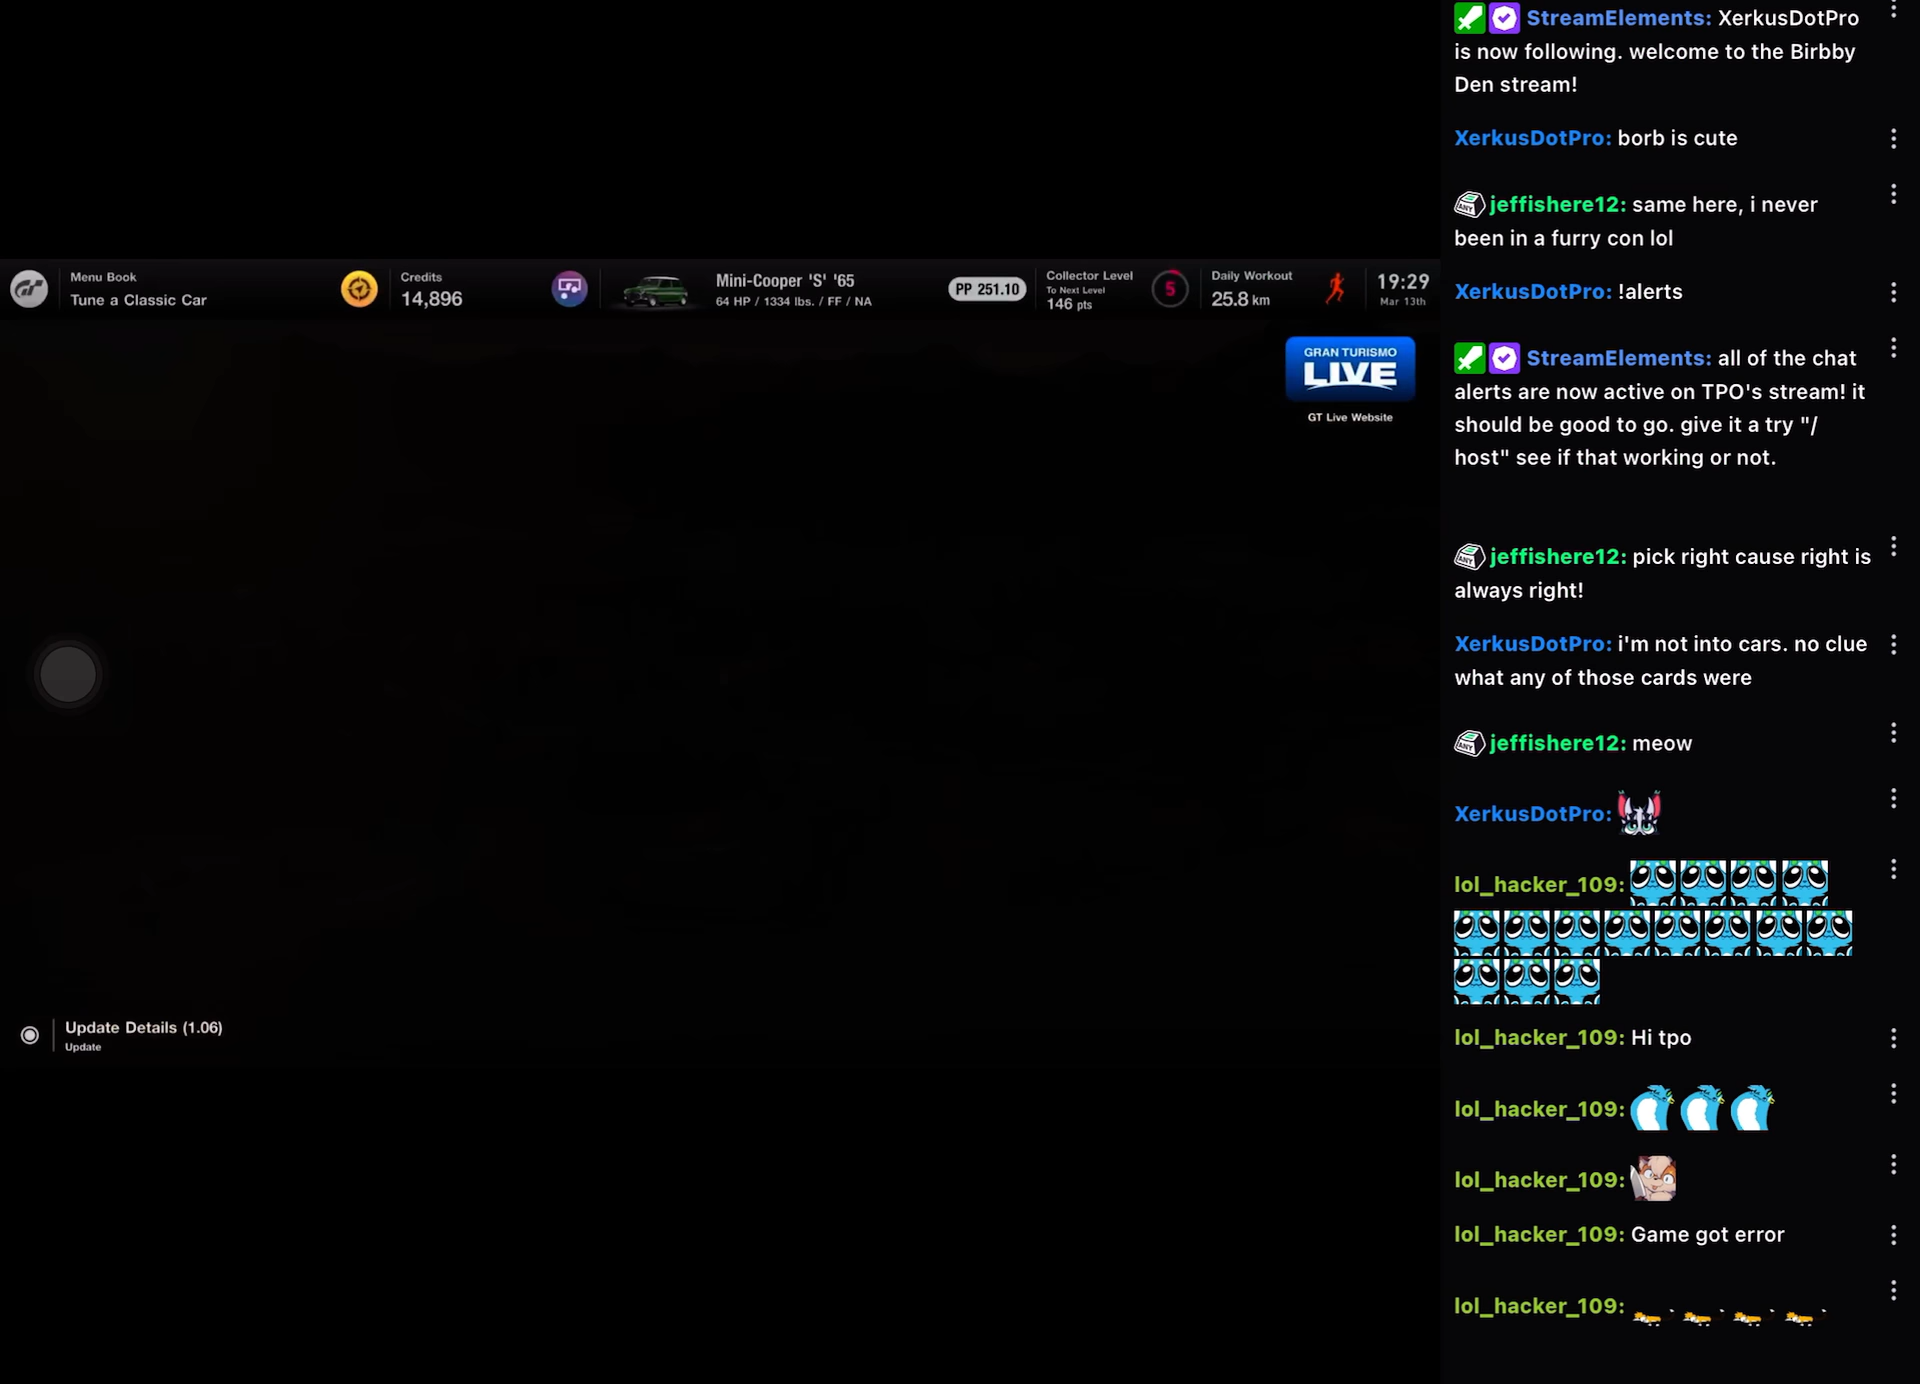 Menu Book
Tune a Classic Car
Credits
14,896
Mini-Cooper 'S' '65
64 HP / 1334 lbs. / FF / NA
PP 251.10
Collector Level
To Next Level
146 pts
5
Daily Workout
25.8 km
19:29
Mar 13th
GRAN TURISMO
LIVE
GT Live Website
Update Details (1.06)
Update
StreamElements: XerkusDotPro
is now following. welcome to the Birbby
Den stream!
XerkusDotPro: borb is cute
ANY jeffishere12: same here, i never
been in a furry con lol
XerkusDotPro: !alerts
StreamElements: all of the chat
alerts are now active on TPO's stream! it
should be good to go. give it a try "/
host" see if that working or not.
ANY jeffishere12: pick right cause right is
always right!
XerkusDotPro: i'm not into cars. no clue
what any of those cards were
ANY jeffishere12: meow
XerkusDotPro:
lol_hacker_109:
lol_hacker_109: Hi tpo
lol_hacker_109:
lol_hacker_109:
lol_hacker_109: Game got error
lol_hacker_109: